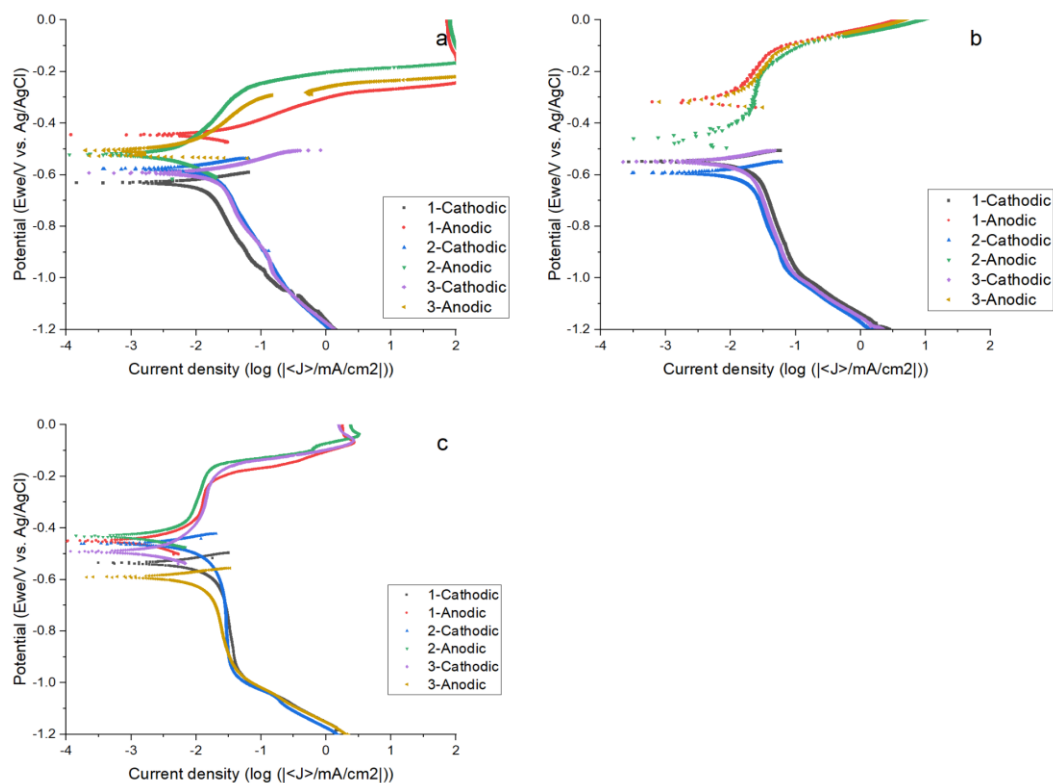 a
0.0
-0.2
-0.4
-0.6
-0.8
-1.0
-1.2
Potential (Ewe/V vs. Ag/AgCl)
1-Cathodic
1-Anodic
2-Cathodic
2-Anodic
3-Cathodic
3-Anodic
-4 -3 -2 -1 0 1 2
Current density (log (|<J>/mA/cm2|))
b
0.0
-0.2
-0.4
-0.6
-0.8
-1.0
-1.2
Potential (Ewe/V vs. Ag/AgCl)
1-Cathodic
1-Anodic
2-Cathodic
2-Anodic
3-Cathodic
3-Anodic
-4 -3 -2 -1 0 1 2
Current density (log (|<J>/mA/cm2|))
c
0.0
-0.2
-0.4
-0.6
-0.8
-1.0
-1.2
Potential (Ewe/V vs. Ag/AgCl)
1-Cathodic
1-Anodic
2-Cathodic
2-Anodic
3-Cathodic
3-Anodic
-4 -3 -2 -1 0 1 2
Current density (log (|<J>/mA/cm2|))